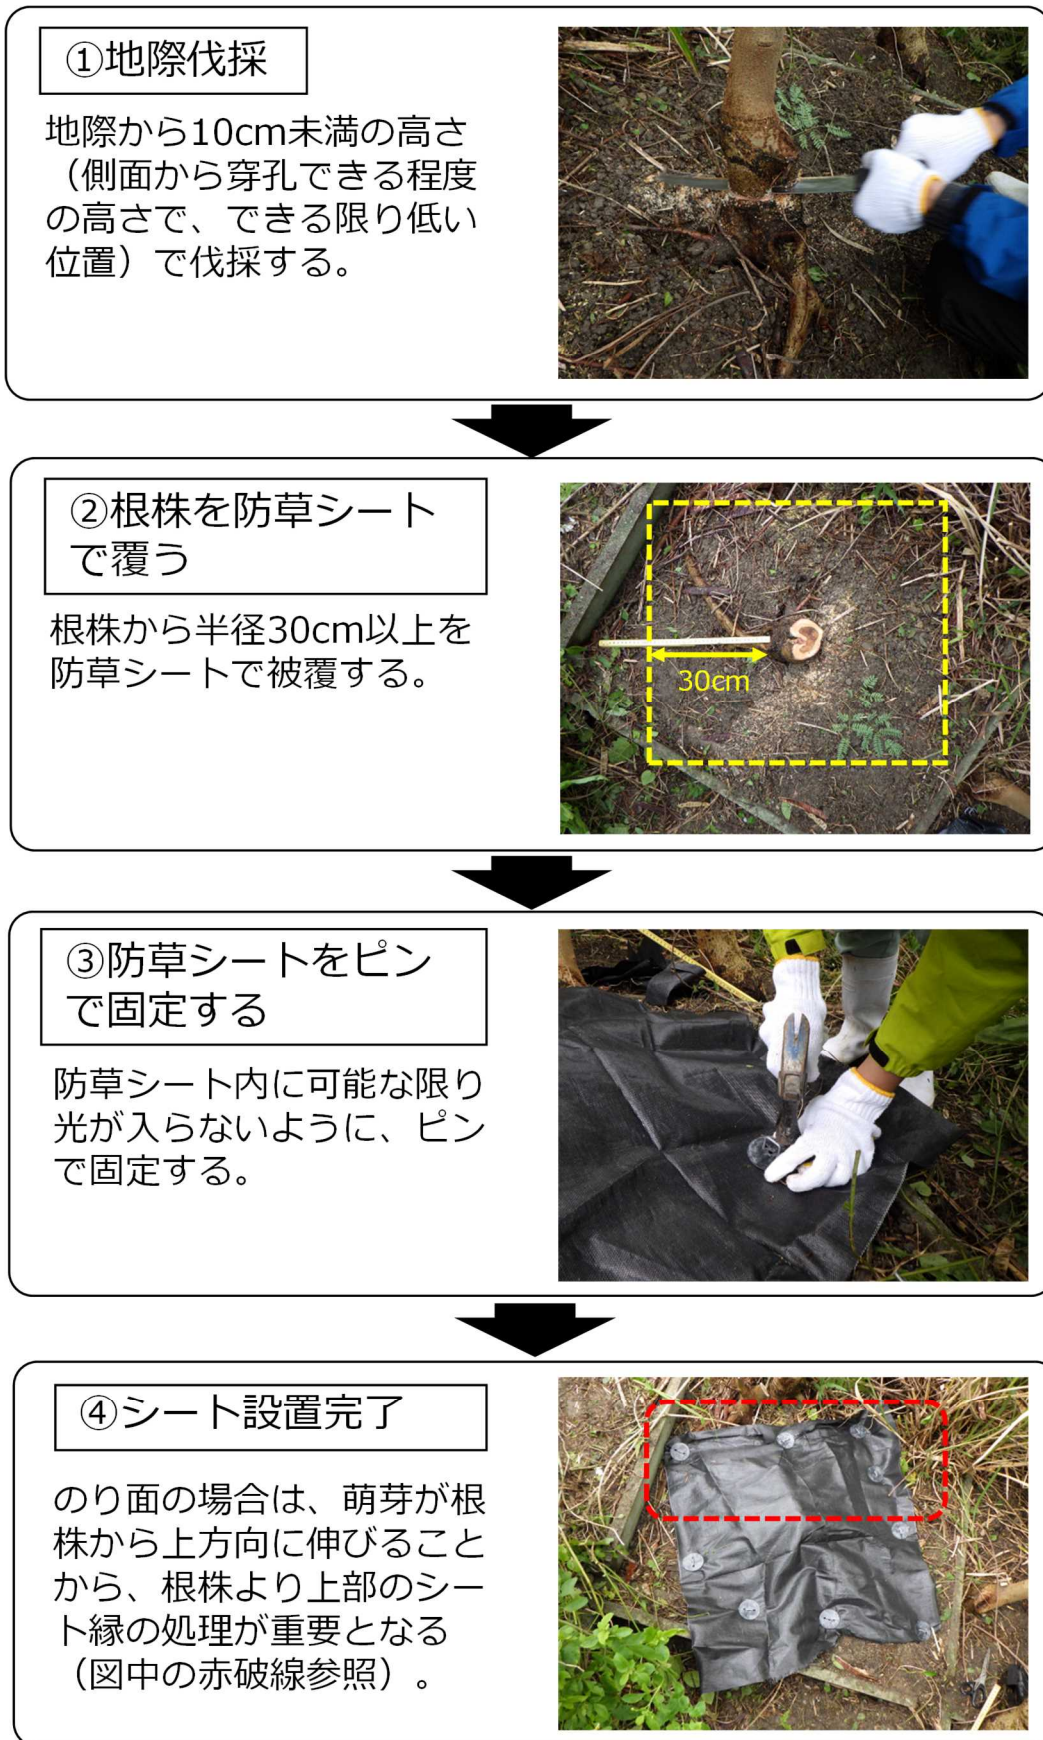 ①地際伐採
地際から10cm未満の高さ
（側面から穿孔できる程度
の高さで、できる限り低い
位置）で伐採する。
②根株を防草シート
で覆う
根株から半径30cm以上を
防草シートで被覆する。
30cm
③防草シートをピン
で固定する
防草シート内に可能な限り
光が入らないように、ピン
で固定する。
④シート設置完了
のり面の場合は、萌芽が根
株から上方向に伸びること
から、根株より上部のシー
ト縁の処理が重要となる
（図中の赤破線参照）。